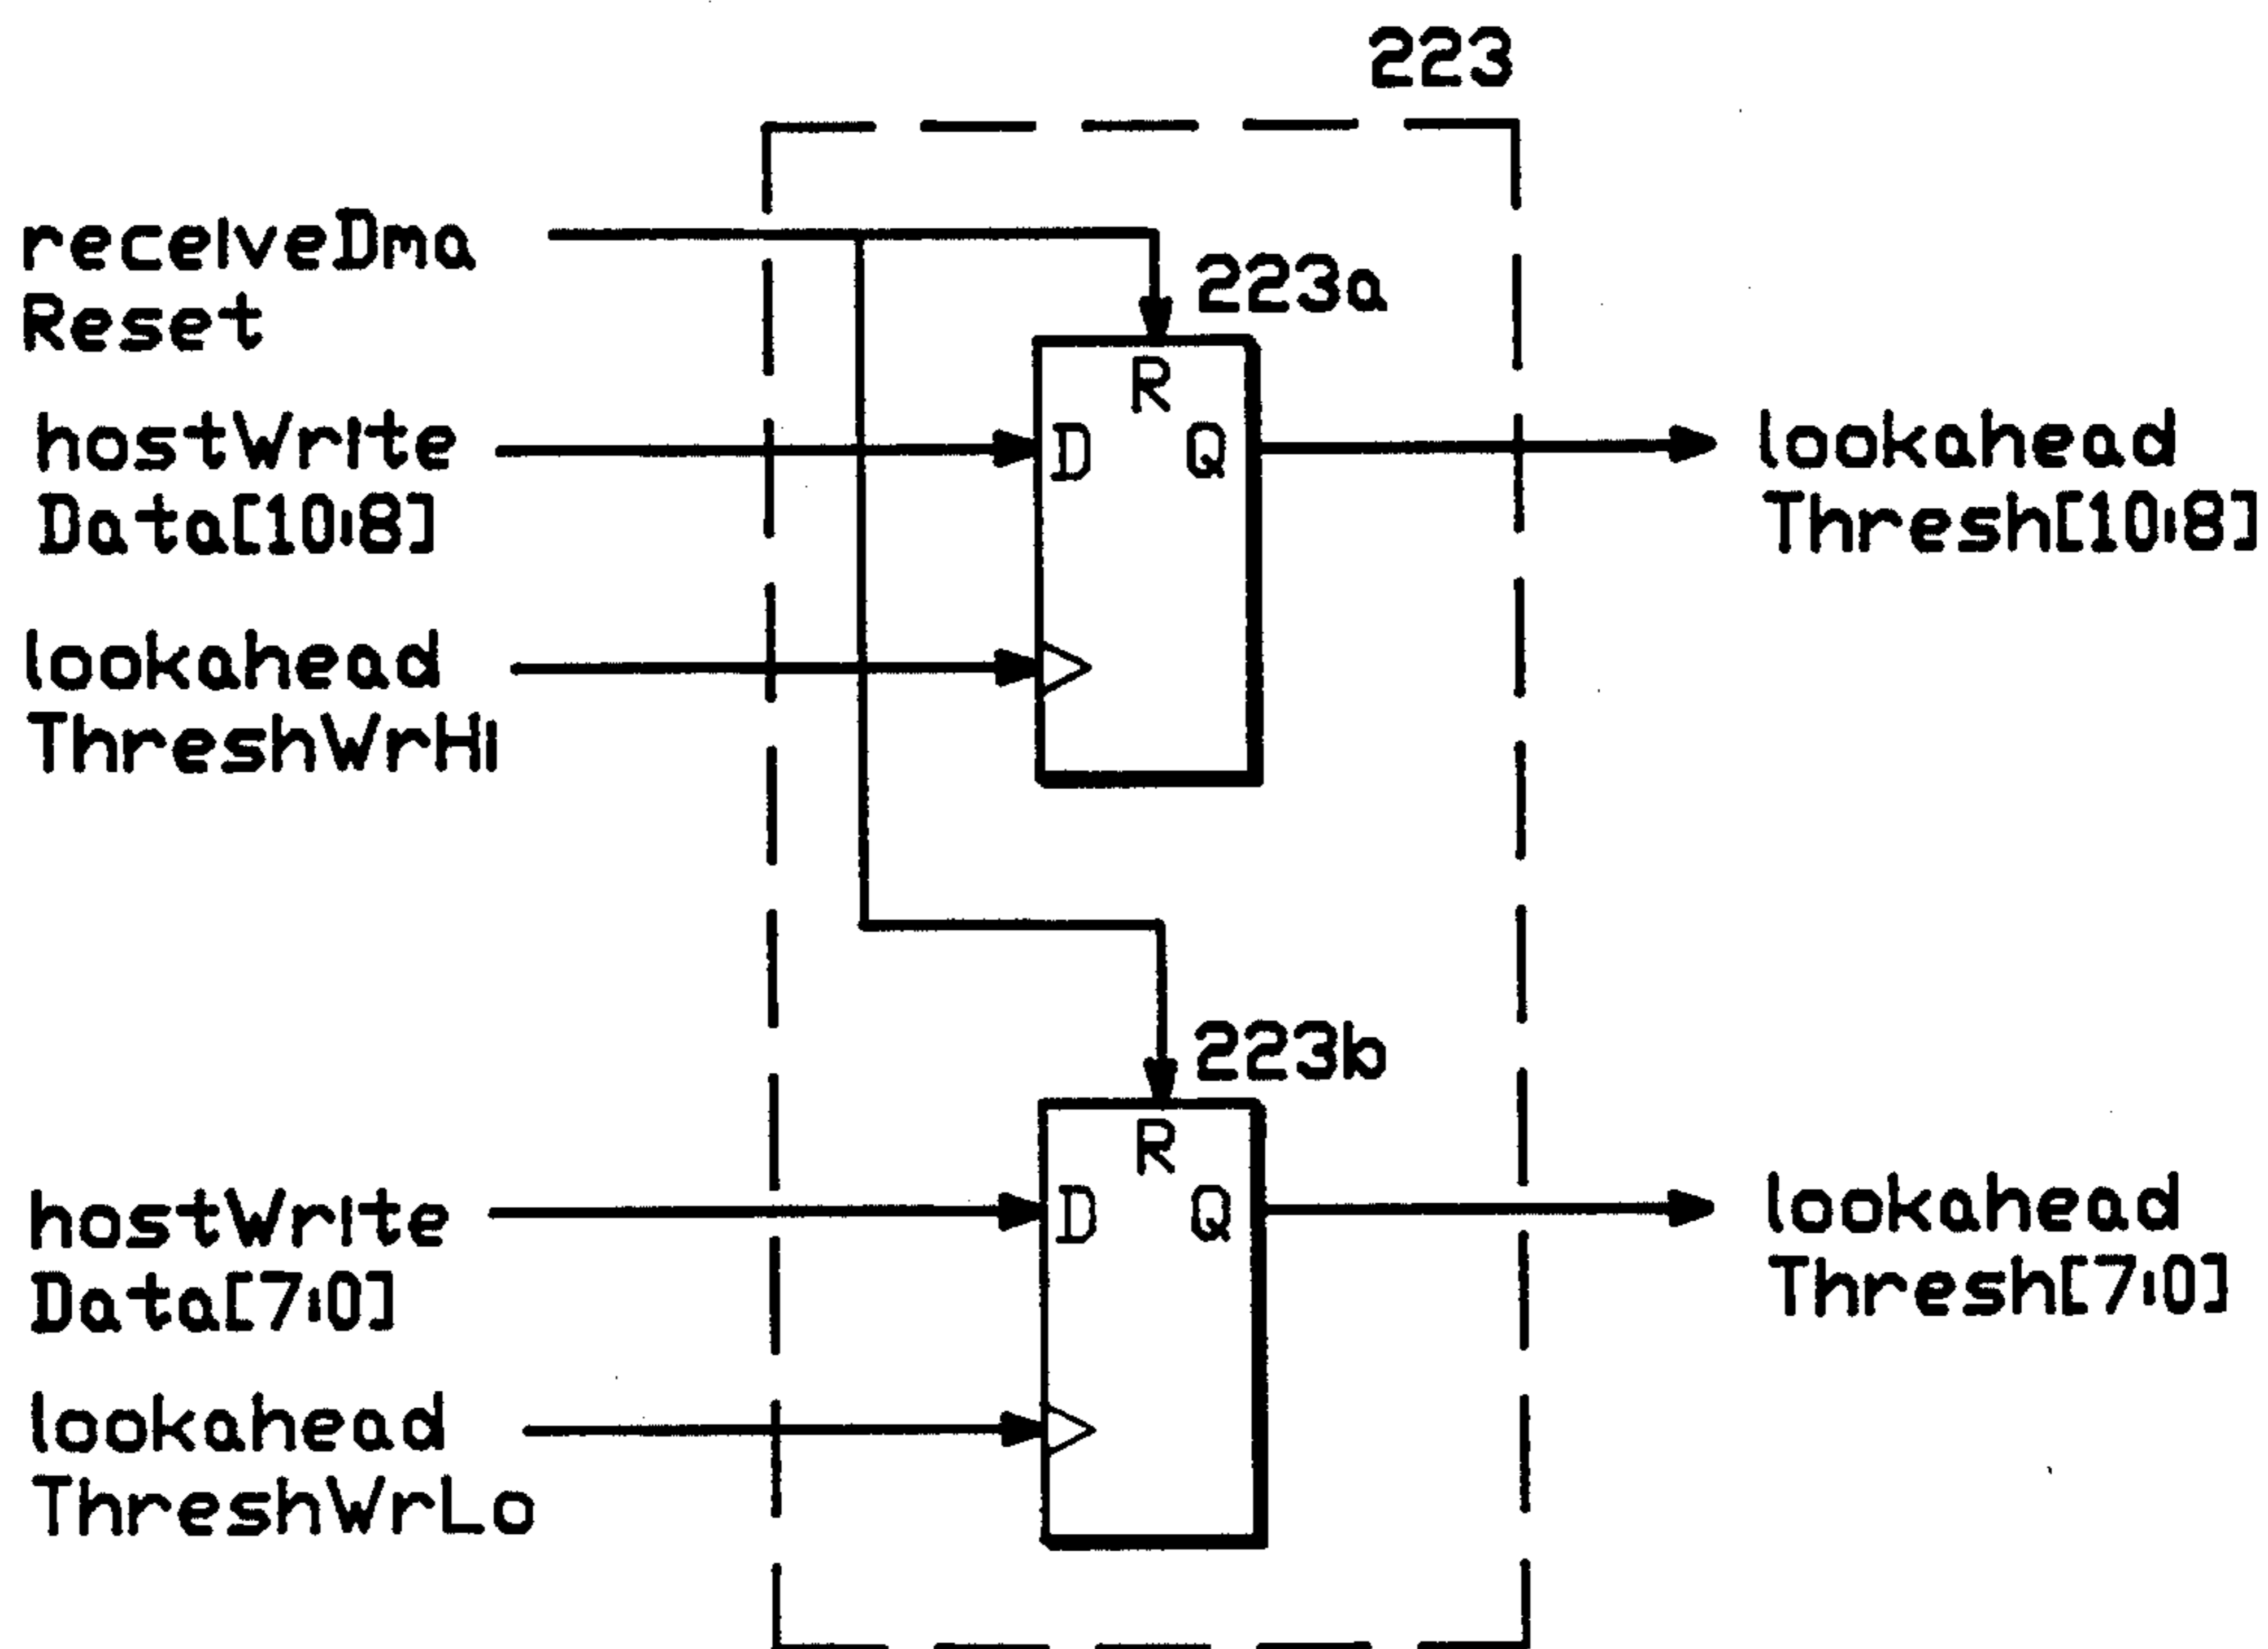 223
receiveDma
Reset
223a
R
hostWrite
Data[10:8]
D
Q
lookahead
Thresh[10:8]
lookahead
ThreshWrHi
223b
R
hostWrite
Data[7:0]
D
Q
lookahead
Thresh[7:0]
lookahead
ThreshWrLo